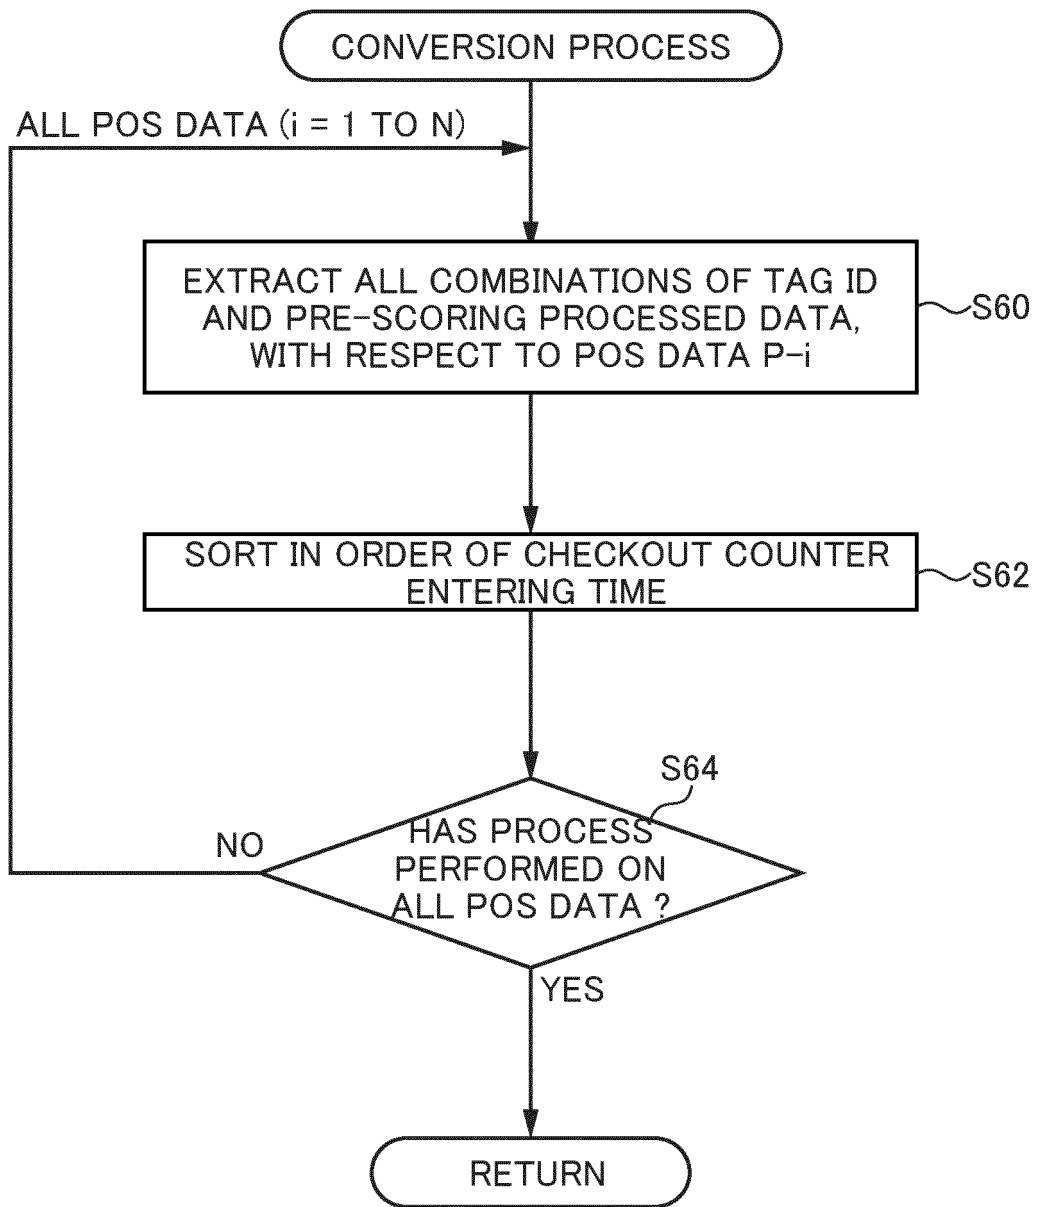 CONVERSION PROCESS
ALL POS DATA (i = 1 TO N)
EXTRACT ALL COMBINATIONS OF TAG ID
AND PRE-SCORING PROCESSED DATA,
WITH RESPECT TO POS DATA P-i
S60
SORT IN ORDER OF CHECKOUT COUNTER
ENTERING TIME
S62
S64
HAS PROCESS
PERFORMED ON
ALL POS DATA ?
NO
YES
RETURN